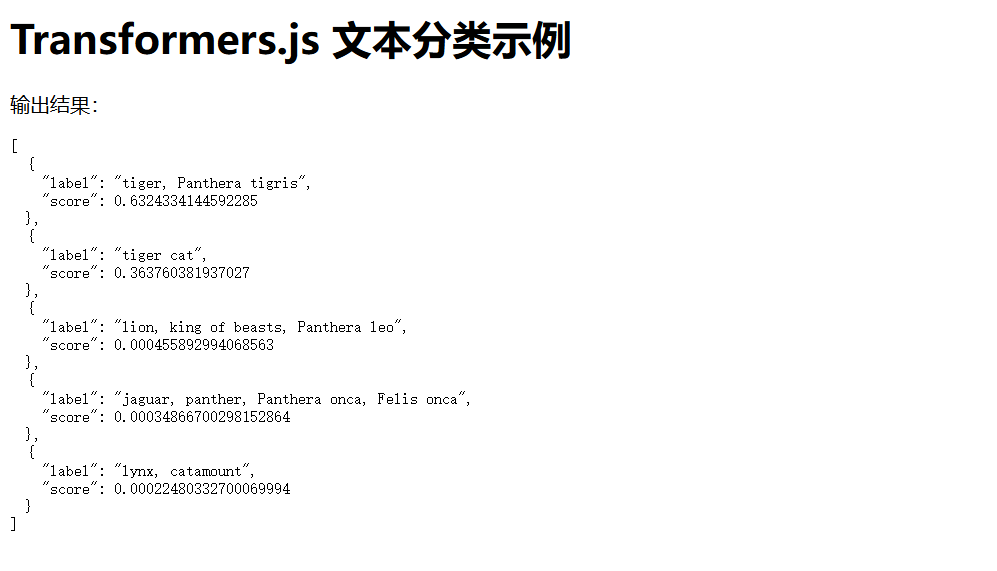 Transformers.js 文本分类示例
输出结果：
[
  {
    "label": "tiger, Panthera tigris",
    "score": 0.6324334144592285
  },
  {
    "label": "tiger cat",
    "score": 0.363760381937027
  },
  {
    "label": "lion, king of beasts, Panthera leo",
    "score": 0.000455892994068563
  },
  {
    "label": "jaguar, panther, Panthera onca, Felis onca",
    "score": 0.00034866700298152864
  },
  {
    "label": "lynx, catamount",
    "score": 0.00022480332700069994
  }
]